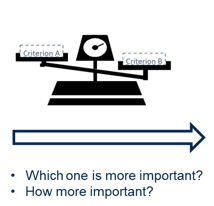 Criterion A
Criterion B
• Which one is more important?
• How more important?